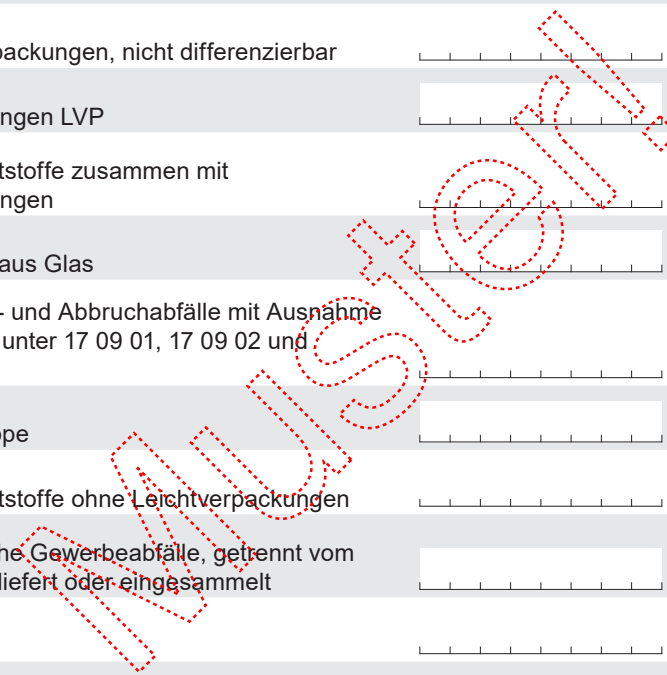 packungen, nicht differenzierbar
ngen LVP
tstoffe zusammen mit
ngen
aus Glas
- und Abbruchabfälle mit Ausnahme
unter 17 09 01, 17 09 02 und
ppe
tstoffe ohne Leichtverpackungen
he Gewerbeabfälle, getrennt vom
liefert oder eingesammelt
Muster!